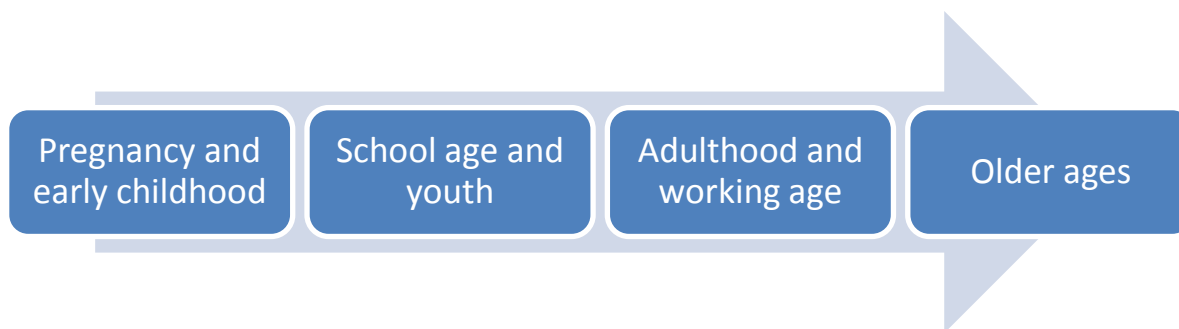 Pregnancy and
early childhood
School age and
youth
Adulthood and
working age
Older ages